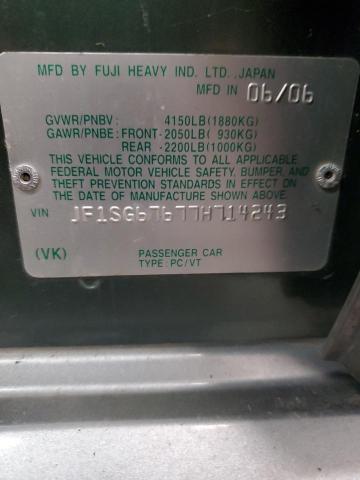 MFD BY FUJI HEAVY IND. LTD.,JAPAN
MFD IN 06/06
GVWR/PNBV : 4150LB(1880KG)
GAWR/PNBE: FRONT-2050LB( 930KG)
REAR -2200LB(1000KG)
THIS VEHICLE CONFORMS TO ALL APPLICABLE
FEDERAL MOTOR VEHICLE SAFETY, BUMPER, AND
THEFT PREVENTION STANDARDS IN EFFECT ON
THE DATE OF MANUFACTURE SHOWN ABOVE.
VIN JF1SG67677H714243
(VK) PASSENGER CAR
TYPE: PC/VT